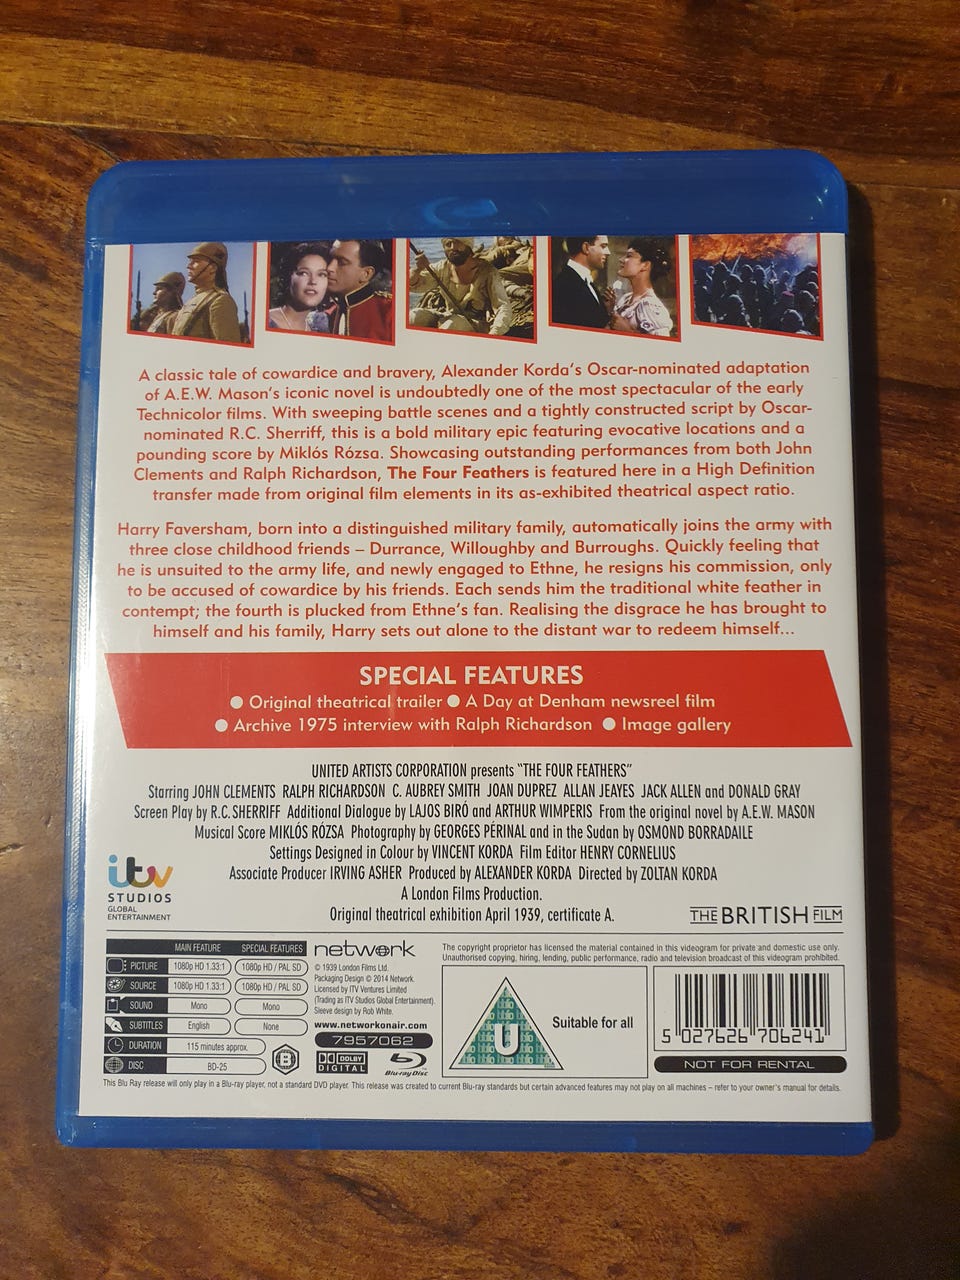 A classic tale of cowardice and bravery, Alexander Korda's Oscar-nominated adaptation
of A.E.W. Mason's iconic novel is undoubtedly one of the most spectacular of the early
Technicolor films. With sweeping battle scenes and a tightly constructed script by Oscar-
nominated R.C. Sherriff, this is a bold military epic featuring evocative locations and a
pounding score by Miklós Rózsa. Showcasing outstanding performances from both John
Clements and Ralph Richardson, The Four Feathers is featured here in a High Definition
transfer made from original film elements in its as-exhibited theatrical aspect ratio.
Harry Faversham, born into a distinguished military family, automatically joins the army with
three close childhood friends – Durrance, Willoughby and Burroughs. Quickly feeling that
he is unsuited to the army life, and newly engaged to Ethne, he resigns his commission, only
to be accused of cowardice by his friends. Each sends him the traditional white feather in
contempt; the fourth is plucked from Ethne's fan. Realising the disgrace he has brought to
himself and his family, Harry sets out alone to the distant war to redeem himself...
SPECIAL FEATURES
● Original theatrical trailer ● A Day at Denham newsreel film
● Archive 1975 interview with Ralph Richardson ● Image gallery
UNITED ARTISTS CORPORATION presents "THE FOUR FEATHERS"
Starring JOHN CLEMENTS RALPH RICHARDSON C. AUBREY SMITH JOAN DUPREZ ALLAN JEAYES JACK ALLEN and DONALD GRAY
Screen Play by R.C. SHERRIFF Additional Dialogue by LAJOS BIRÓ and ARTHUR WIMPERIS From the original novel by A.E.W. MASON
Musical Score MIKLÓS RÓZSA Photography by GEORGES PÉRINAL and in the Sudan by OSMOND BORRADAILE
Settings Designed in Colour by VINCENT KORDA Film Editor HENRY CORNELIUS
Associate Producer IRVING ASHER Produced by ALEXANDER KORDA Directed by ZOLTAN KORDA
A London Films Production.
Original theatrical exhibition April 1939, certificate A.
itv
STUDIOS
GLOBAL
ENTERTAINMENT
THE BRITISH FILM
MAIN FEATURE SPECIAL FEATURES
PICTURE 1080p HD 1.33:1 1080p HD / PAL SD
SOURCE 1080p HD 1.33:1 1080p HD / PAL SD
SOUND Mono Mono
SUBTITLES English None
DURATION 115 minutes approx.
DISC BD-25
B
network
© 1939 London Films Ltd.
Packaging Design © 2014 Network.
Licensed by ITV Ventures Limited
(Trading as ITV Studios Global Entertainment).
Sleeve design by Rob White.
www.networkonair.com
7957062
DOLBY
DIGITAL
Blu-ray Disc
The copyright proprietor has licensed the material contained in this videogram for private and domestic use only.
Unauthorised copying, hiring, lending, public performance, radio and television broadcast of this videogram prohibited.
U
Suitable for all
5 027626 706241
NOT FOR RENTAL
This Blu Ray release will only play in a Blu-ray player, not a standard DVD player. This release was created to current Blu-ray standards but certain advanced features may not play on all machines – refer to your owner's manual for details.